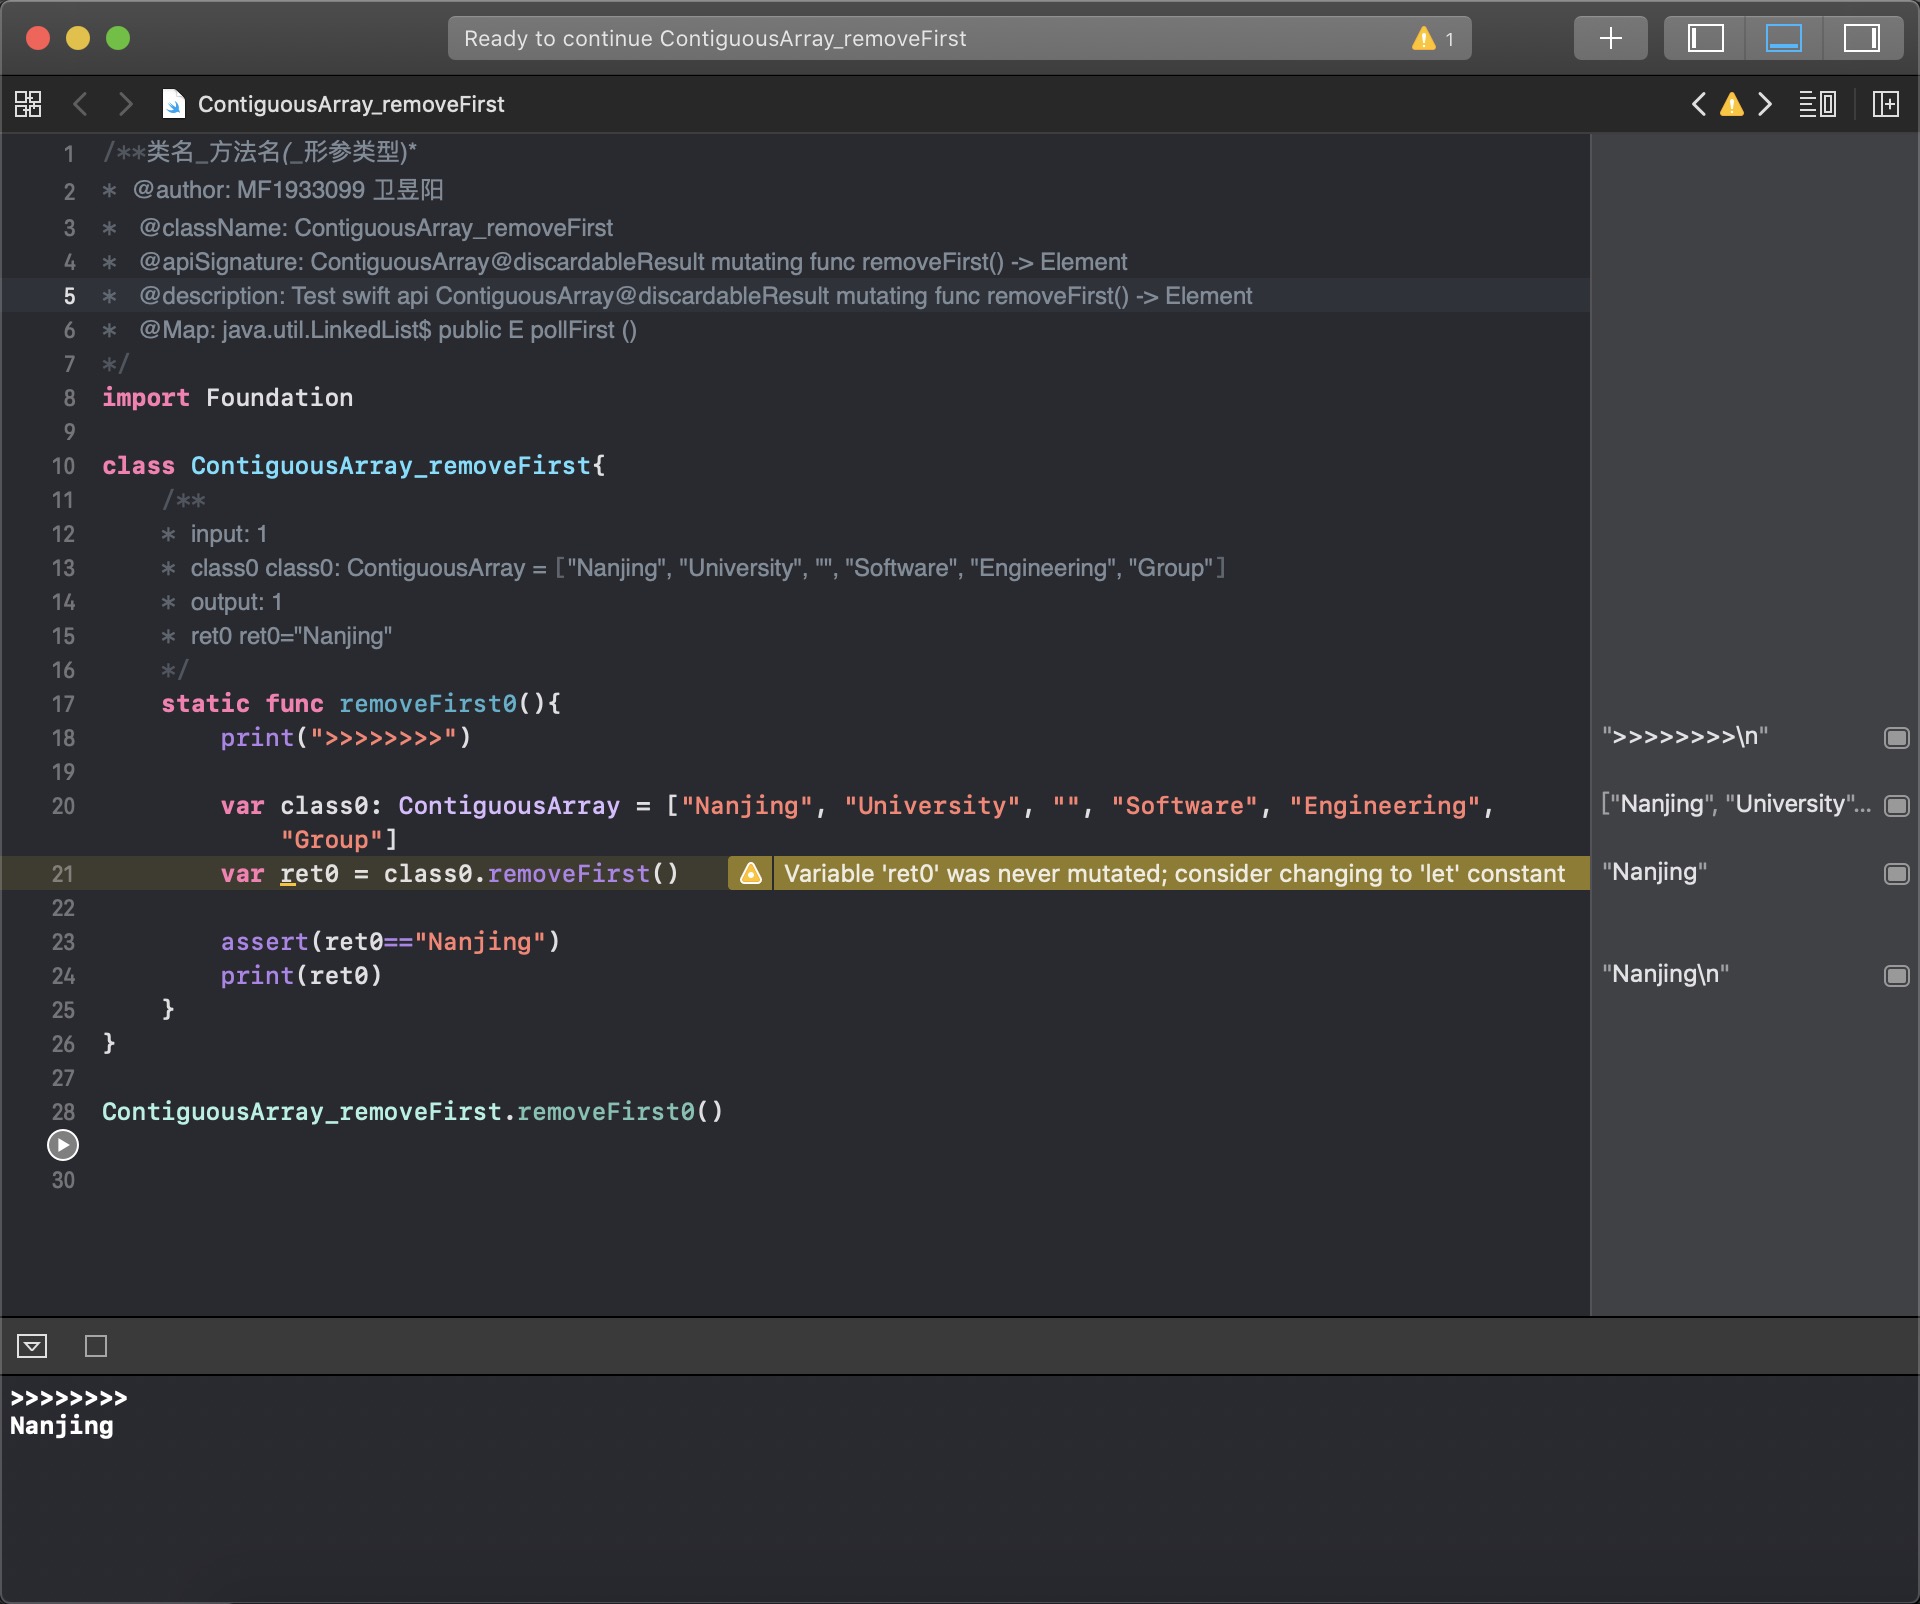 Ready to continue ContiguousArray_removeFirst 1
ContiguousArray_removeFirst
1 /**类名_方法名(_形参类型)*
2 * @author: MF1933099 卫昱阳
3 * @className: ContiguousArray_removeFirst
4 * @apiSignature: ContiguousArray@discardableResult mutating func removeFirst() -> Element
5 * @description: Test swift api ContiguousArray@discardableResult mutating func removeFirst() -> Element
6 * @Map: java.util.LinkedList$ public E pollFirst ()
7 */
8 import Foundation
9
10 class ContiguousArray_removeFirst{
11 /**
12 * input: 1
13 * class0 class0: ContiguousArray = ["Nanjing", "University", "", "Software", "Engineering", "Group"]
14 * output: 1
15 * ret0 ret0="Nanjing"
16 */
17 static func removeFirst0(){
18 print(">>>>>>>>") ">>>>>>>>\n"
19
20 var class0: ContiguousArray = ["Nanjing", "University", "", "Software", "Engineering", ["Nanjing", "University"...
"Group"]
21 var ret0 = class0.removeFirst() Variable 'ret0' was never mutated; consider changing to 'let' constant "Nanjing"
22
23 assert(ret0=="Nanjing")
24 print(ret0) "Nanjing\n"
25 }
26 }
27
28 ContiguousArray_removeFirst.removeFirst0()
30
>>>>>>>>
Nanjing